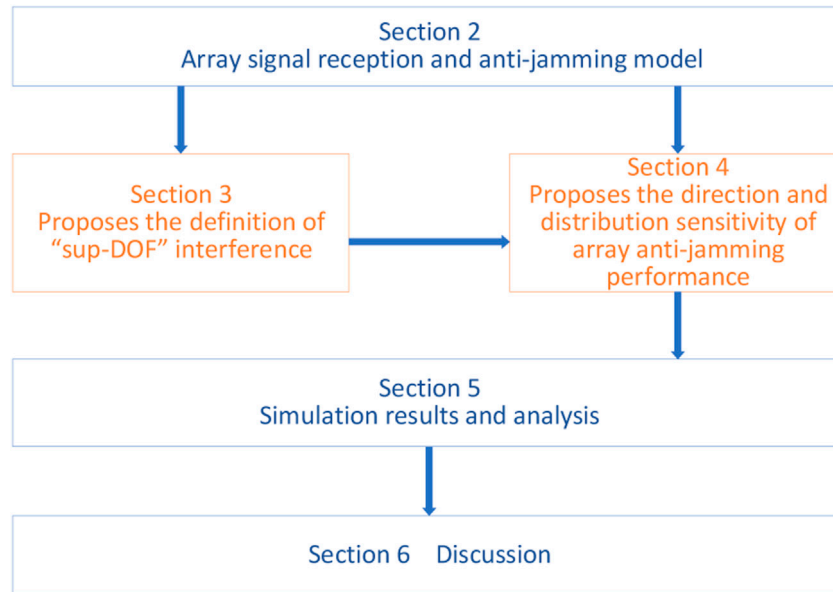 Section 2
Array signal reception and anti-jamming model
Section 3
Proposes the definition of
“sup-DOF” interference
Section 4
Proposes the direction and
distribution sensitivity of
array anti-jamming
performance
Section 5
Simulation results and analysis
Section 6 Discussion